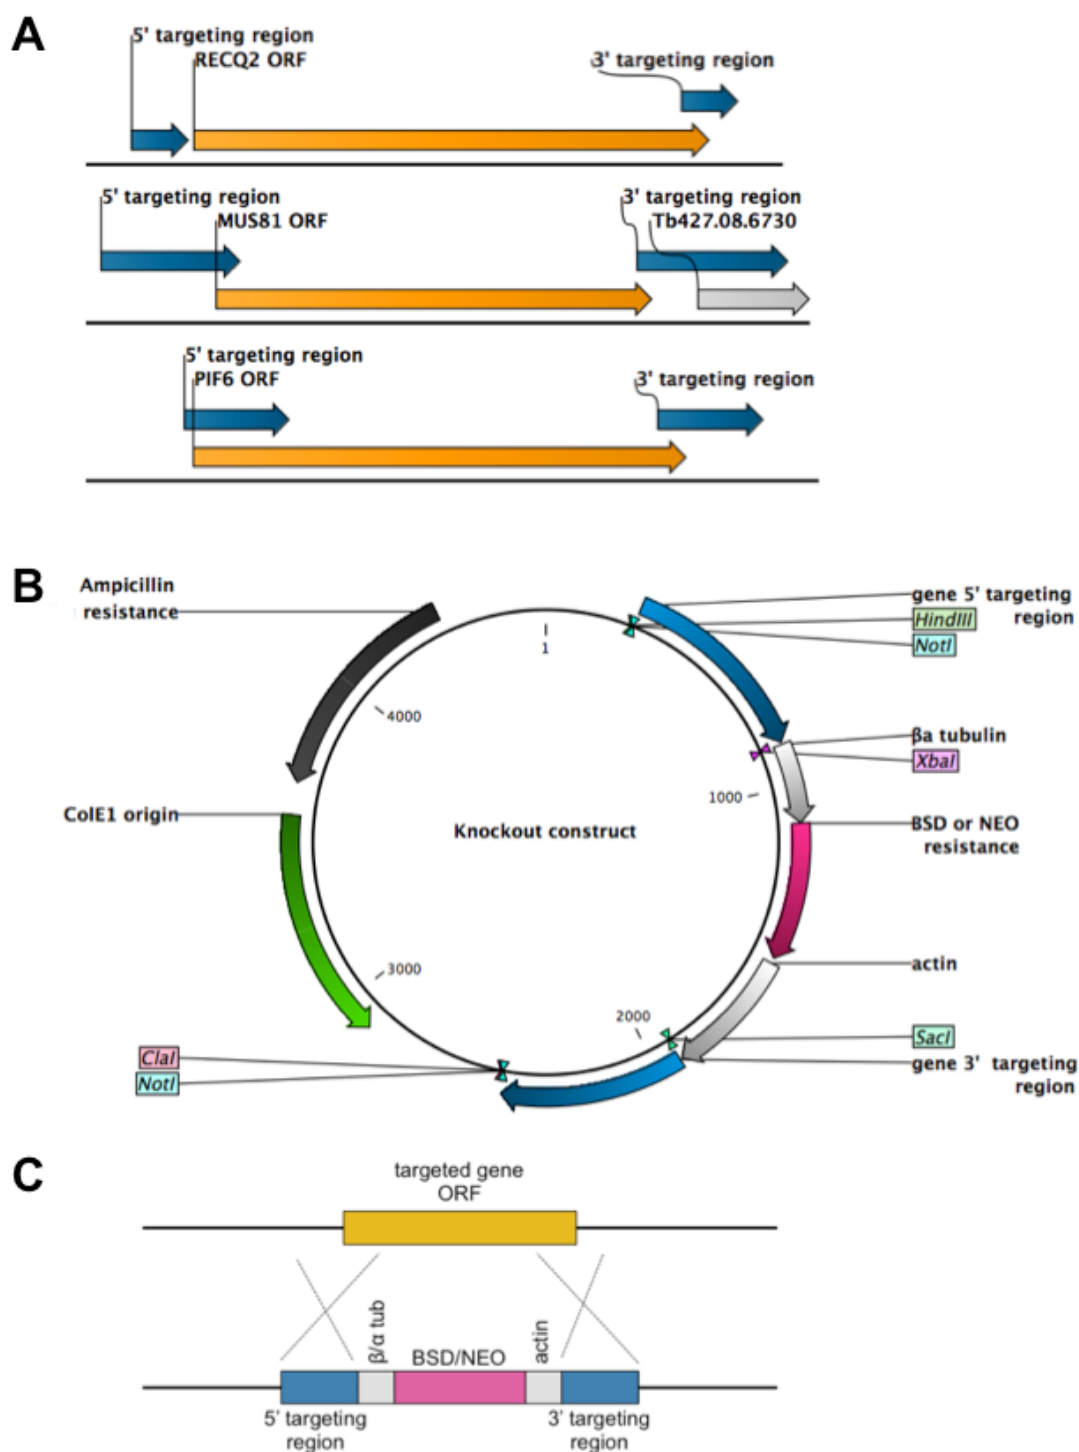 A
5' targeting region
RECQ2 ORF
3' targeting region
5' targeting region
MUS81 ORF
3' targeting region
Tb427.08.6730
5' targeting region
PIF6 ORF
3' targeting region
B
Ampicillin
resistance
ColE1 origin
ClaI
NotI
1
1000
2000
3000
4000
Knockout construct
gene 5' targeting
region
HindIII
NotI
βa tubulin
XbaI
BSD or NEO
resistance
actin
SacI
gene 3' targeting
region
C
targeted gene
ORF
β/α tub
BSD/NEO
actin
5' targeting
region
3' targeting
region